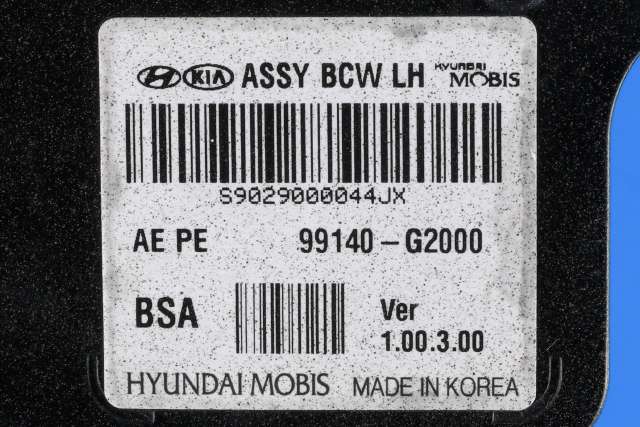 KIA ASSY BCW LH HYUNDAI MOBIS
S9029000044JX
AE PE 99140-G2000
BSA Ver
1.00.3.00
HYUNDAI MOBIS MADE IN KOREA